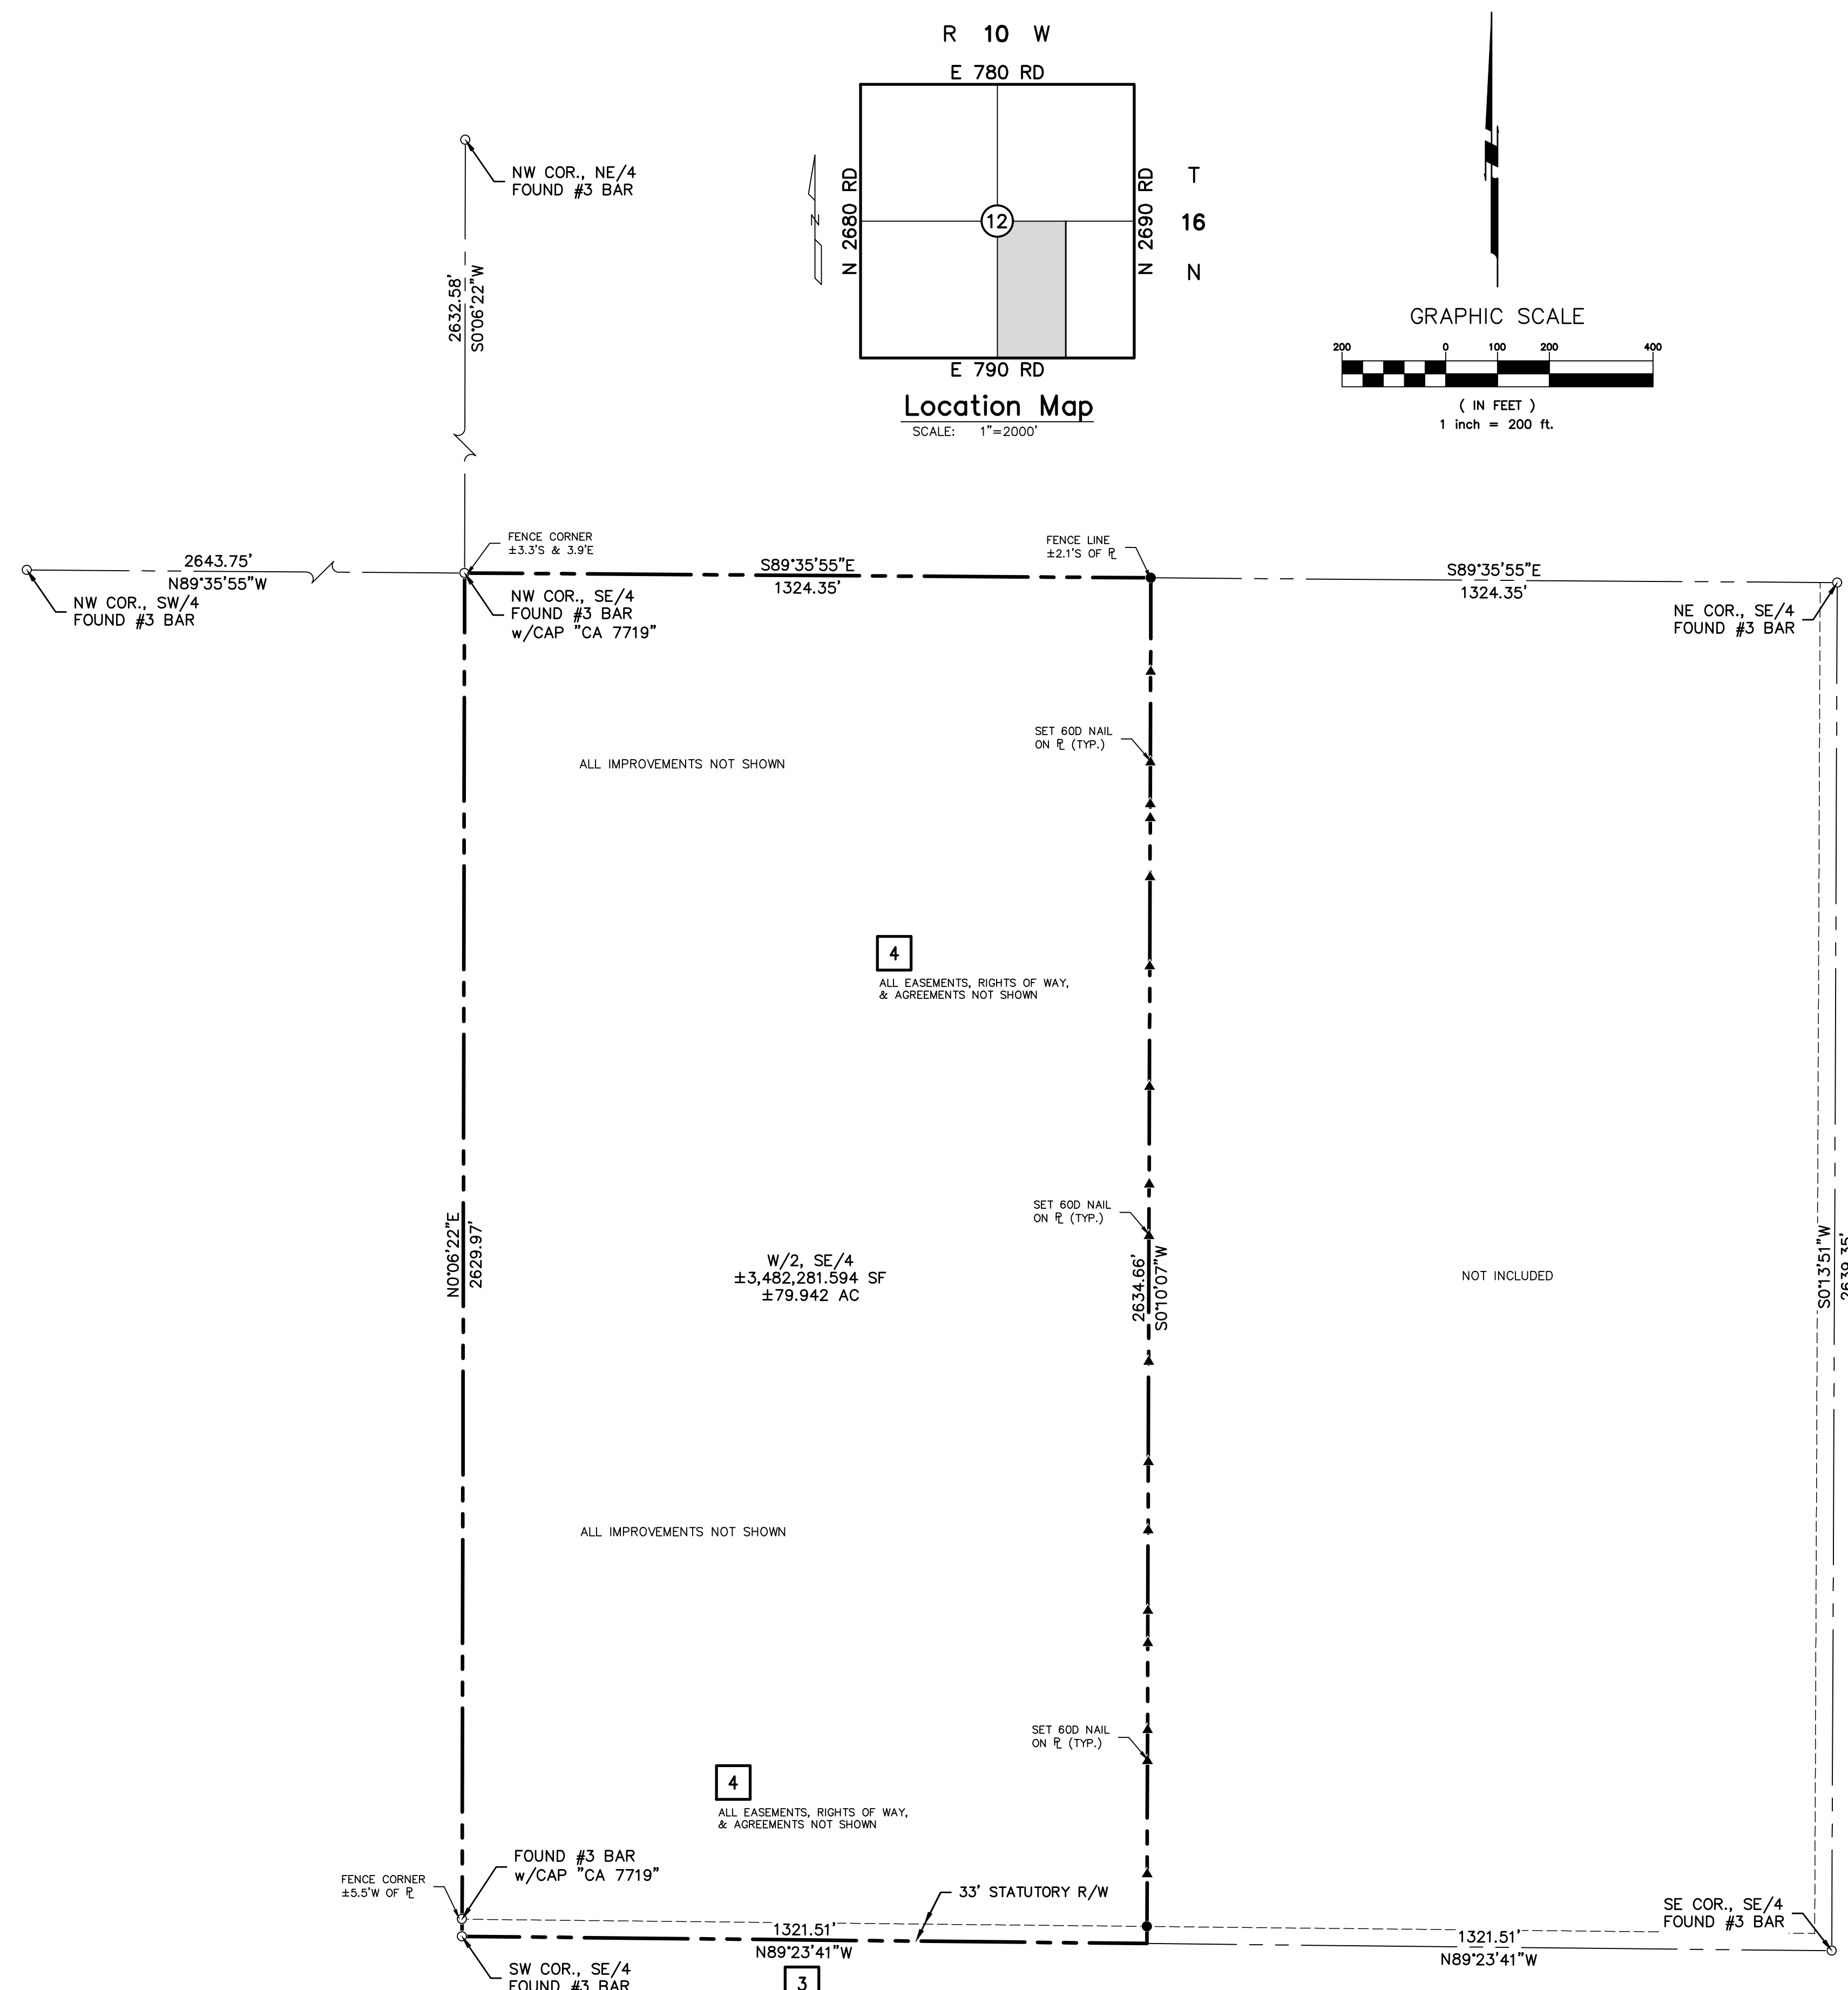 R 10 W
E 780 RD
N 2680 RD
N
12
N 2690 RD
T
16
N
E 790 RD
Location Map
SCALE: 1"=2000'
GRAPHIC SCALE
200 0 100 200 400
( IN FEET )
1 inch = 200 ft.
NW COR., NE/4
FOUND #3 BAR
2632.58'
S0°06'22"W
2643.75'
N89°35'55"W
NW COR., SW/4
FOUND #3 BAR
FENCE CORNER
±3.3'S & 3.9'E
NW COR., SE/4
FOUND #3 BAR
w/CAP "CA 7719"
S89°35'55"E
1324.35'
FENCE LINE
±2.1'S OF ℄
S89°35'55"E
1324.35'
NE COR., SE/4
FOUND #3 BAR
SET 60D NAIL
ON ℄ (TYP.)
ALL IMPROVEMENTS NOT SHOWN
4
ALL EASEMENTS, RIGHTS OF WAY,
& AGREEMENTS NOT SHOWN
SET 60D NAIL
ON ℄ (TYP.)
N0°06'22"E
2629.97'
W/2, SE/4
±3,482,281.594 SF
±79.942 AC
2634.66'
S0°10'07"W
NOT INCLUDED
S0°13'51"W
2639.35'
ALL IMPROVEMENTS NOT SHOWN
SET 60D NAIL
ON ℄ (TYP.)
4
ALL EASEMENTS, RIGHTS OF WAY,
& AGREEMENTS NOT SHOWN
FOUND #3 BAR
w/CAP "CA 7719"
FENCE CORNER
±5.5'W OF ℄
33' STATUTORY R/W
1321.51'
N89°23'41"W
SE COR., SE/4
FOUND #3 BAR
1321.51'
N89°23'41"W
SW COR., SE/4
FOUND #3 BAR
3